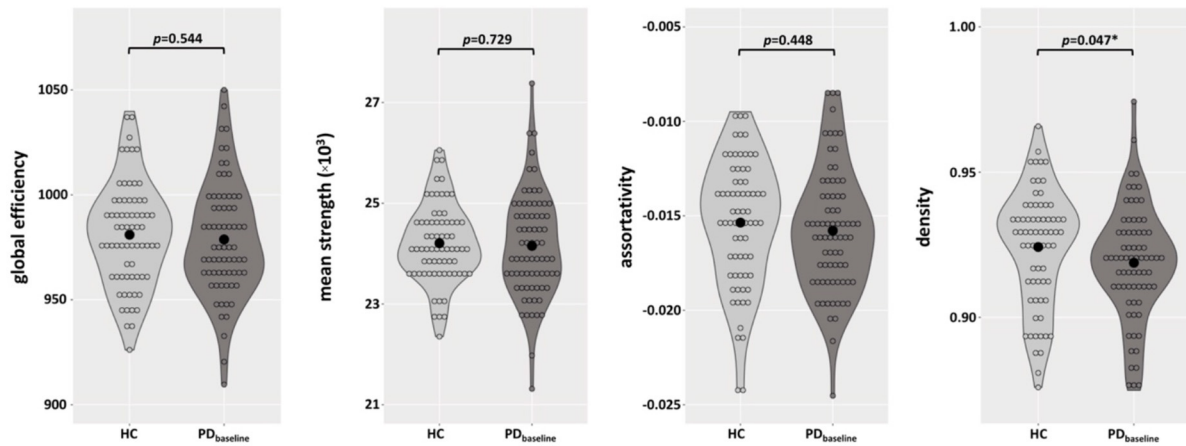 global efficiency
1050
1000
950
900
p=0.544
HC PDbaseline
mean strength (×10³)
27
25
24
23
21
p=0.729
HC PDbaseline
assortativity
-0.005
-0.010
-0.015
-0.020
-0.025
p=0.448
HC PDbaseline
density
1.00
0.95
0.90
p=0.047*
HC PDbaseline